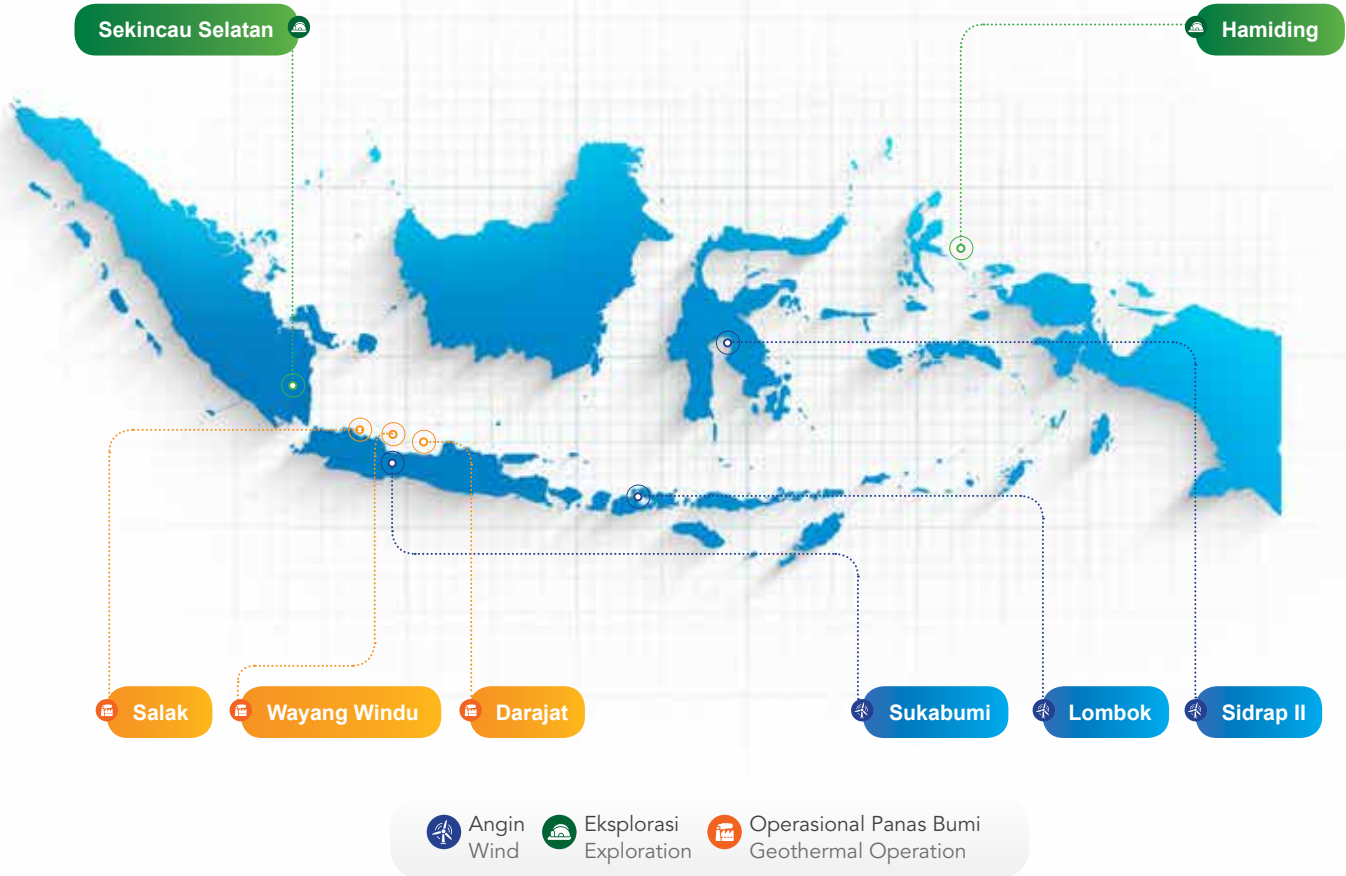 Sekincau Selatan
Hamiding
Salak
Wayang Windu
Darajat
Sukabumi
Lombok
Sidrap II
Angin
Wind
Eksplorasi
Exploration
Operasional Panas Bumi
Geothermal Operation